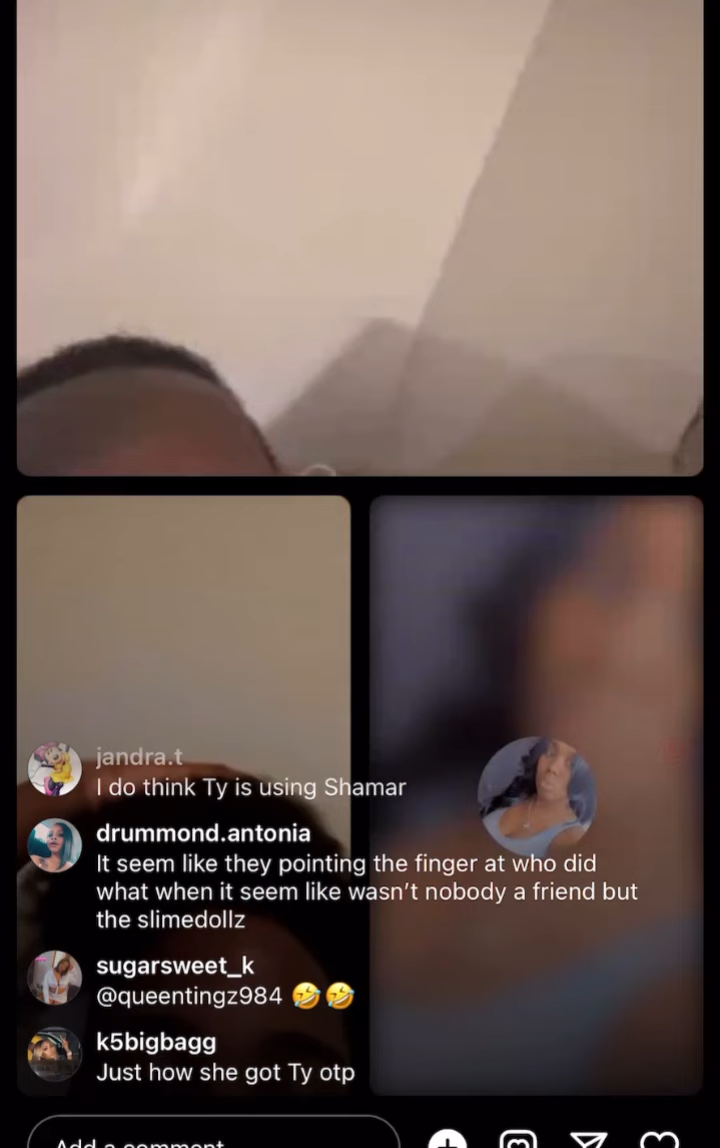 jandra.t
I do think Ty is using Shamar
drummond.antonia
It seem like they pointing the finger at who did
what when it seem like wasn’t nobody a friend but
the slimedollz
sugarsweet_k
@queentingz984 🤣🤣
k5bigbagg
Just how she got Ty otp
Add a comment